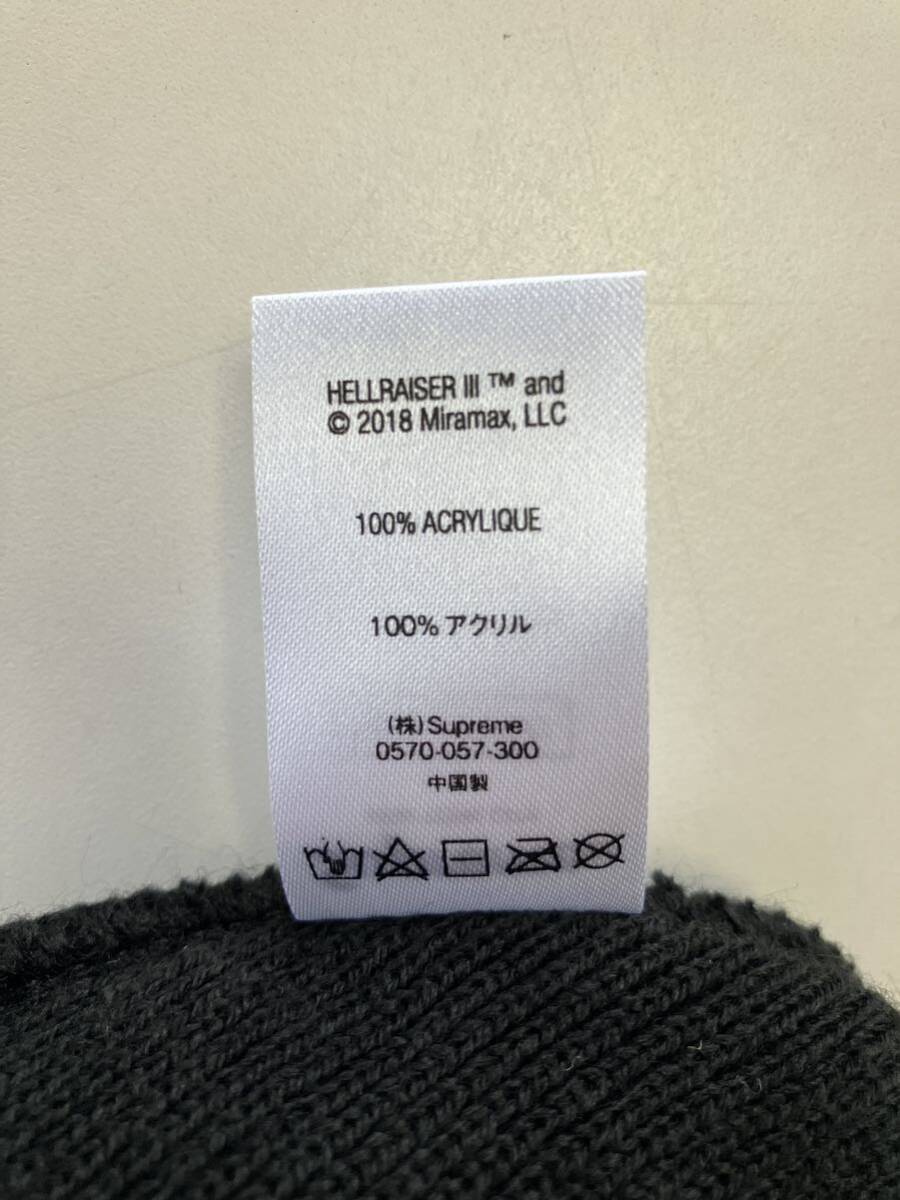 HELLRAISER III ™ and
© 2018 Miramax, LLC
100% ACRYLIQUE
100% アクリル
(株)Supreme
0570-057-300
中国製